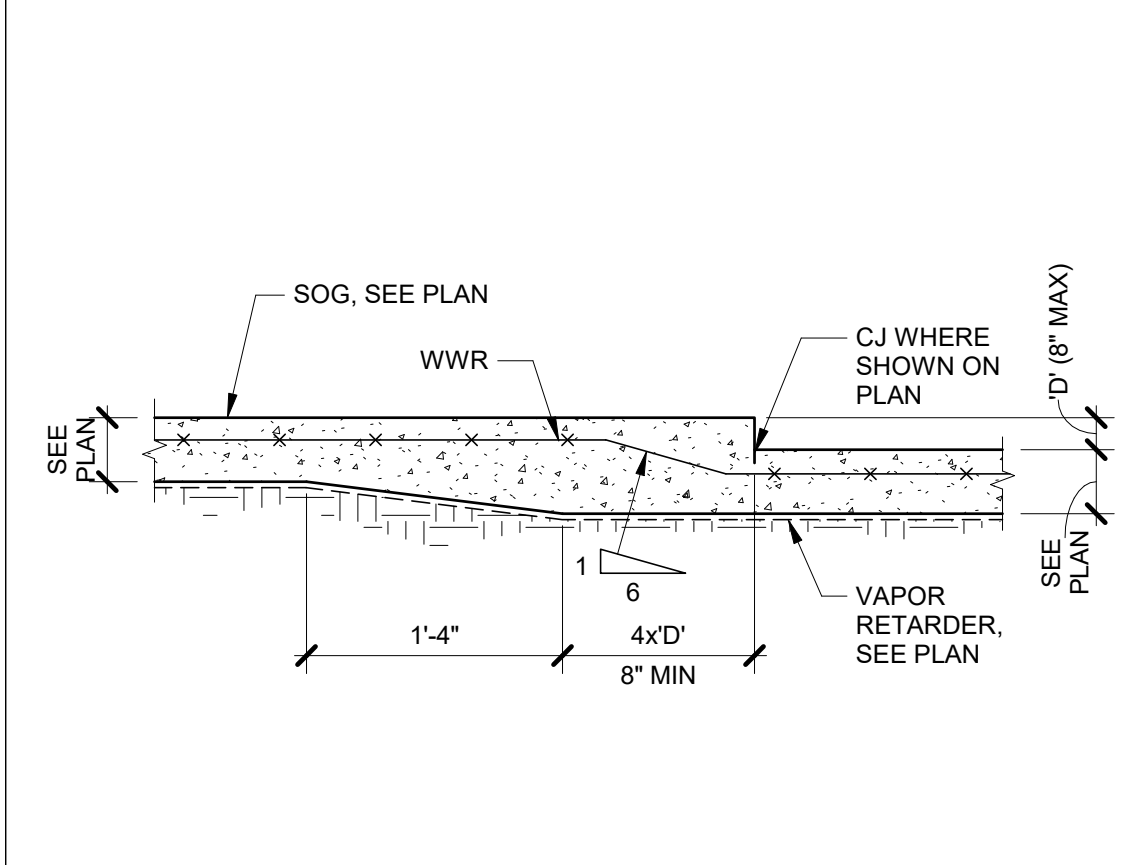 SOG, SEE PLAN
WWR
CJ WHERE
SHOWN ON
PLAN
'D' (8" MAX)
SEE
PLAN
SEE
PLAN
1
6
1'-4"
4x'D'
8" MIN
VAPOR
RETARDER,
SEE PLAN